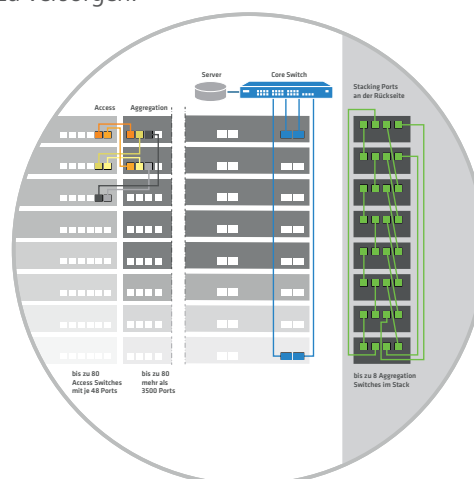 zu versorgen.
Server
Core Switch
Stacking Ports
an der Rückseite
Access
Aggregation
bis zu 80
Access Switches
mit je 48 Ports
bis zu 80
mehr als
3500 Ports
bis zu 8 Aggregation
Switches im Stack